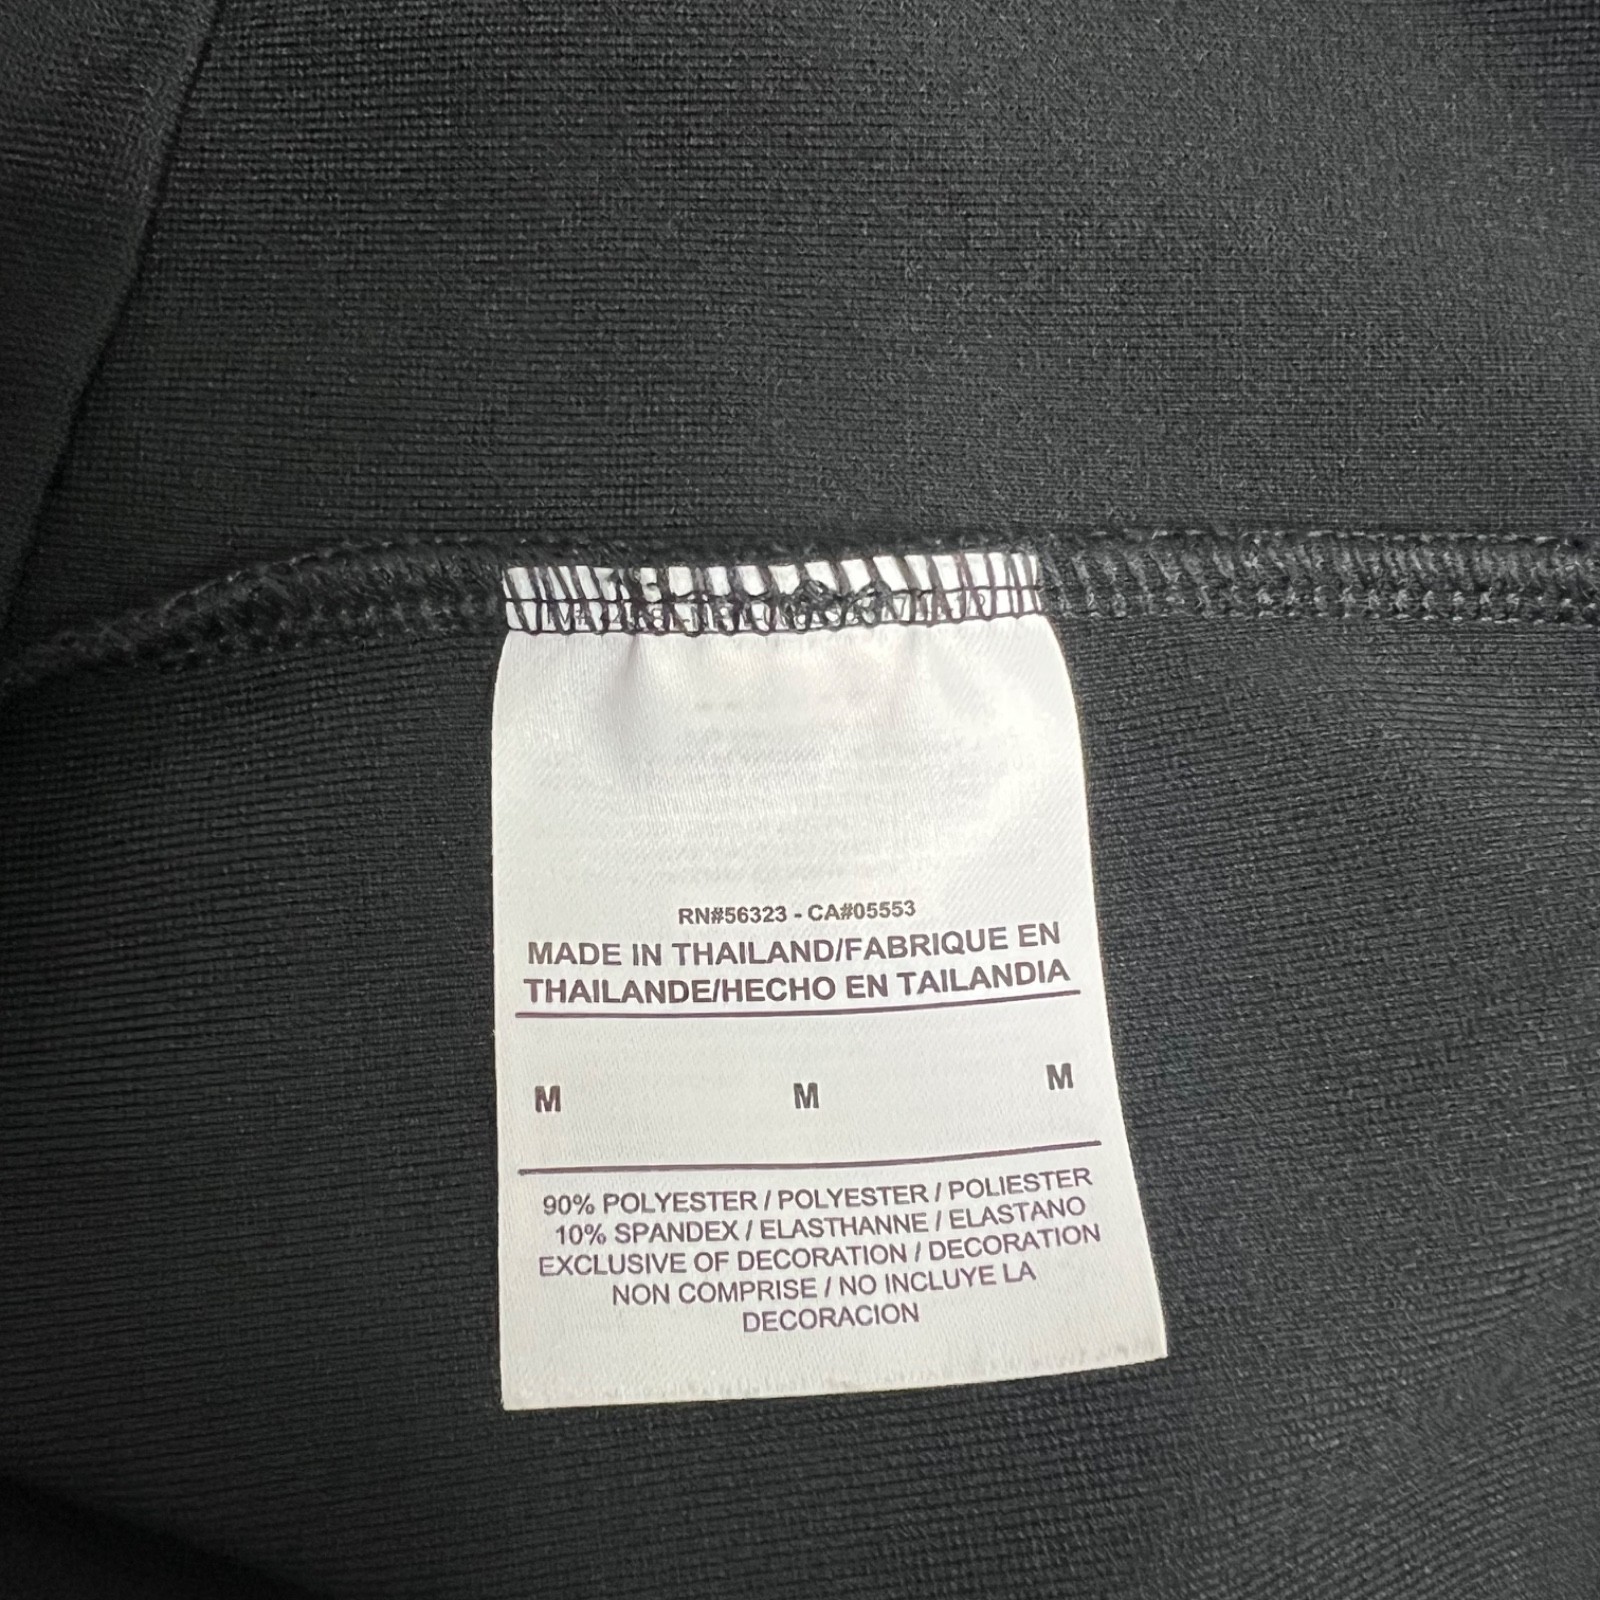 RN#56323 - CA#05553
MADE IN THAILAND/FABRIQUE EN
THAILANDE/HECHO EN TAILANDIA
M M M
90% POLYESTER / POLYESTER / POLIESTER
10% SPANDEX / ELASTHANNE / ELASTANO
EXCLUSIVE OF DECORATION / DECORATION
NON COMPRISE / NO INCLUYE LA
DECORACION